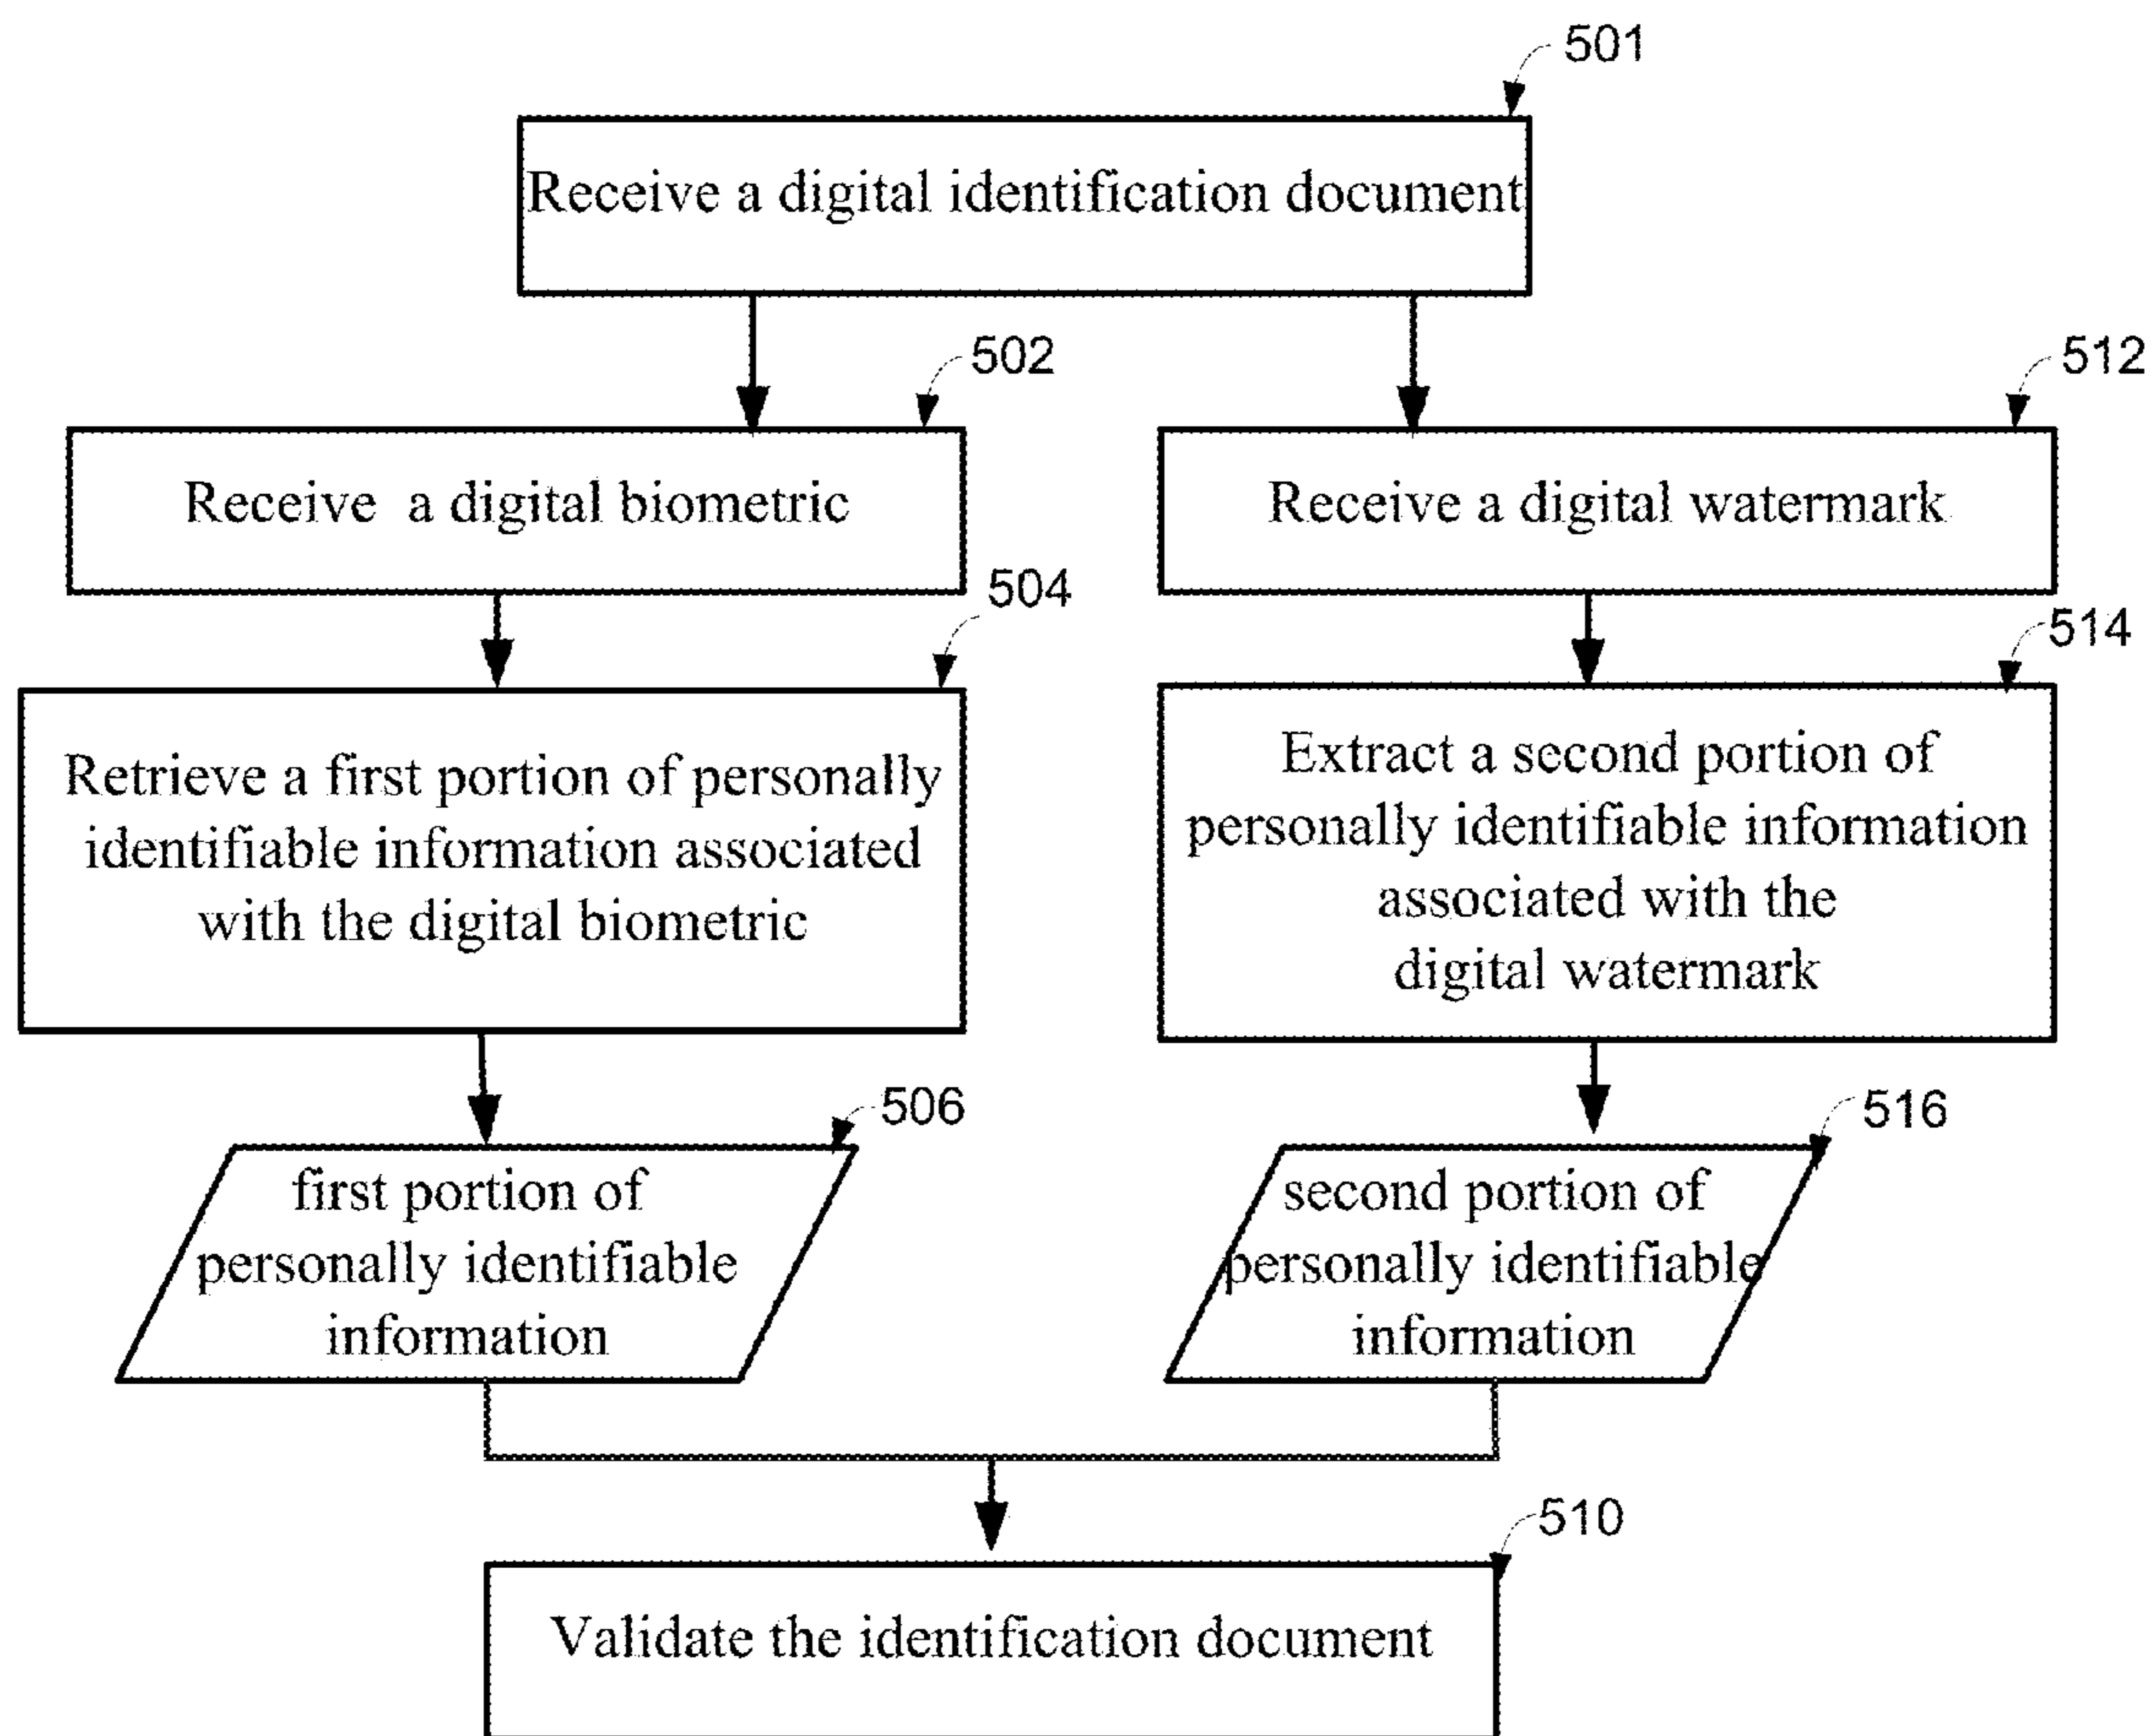 501
Receive a digital identification document
502
512
Receive a digital biometric
Receive a digital watermark
504
514
Retrieve a first portion of personally
identifiable information associated
with the digital biometric
Extract a second portion of
personally identifiable information
associated with the
digital watermark
506
516
first portion of
personally identifiable
information
second portion of
personally identifiable
information
510
Validate the identification document